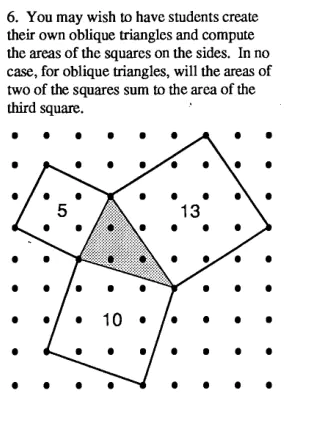 6. You may wish to have students create
their own oblique triangles and compute
the areas of the squares on the sides. In no
case, for oblique triangles, will the areas of
two of the squares sum to the area of the
third square.
5
13
10